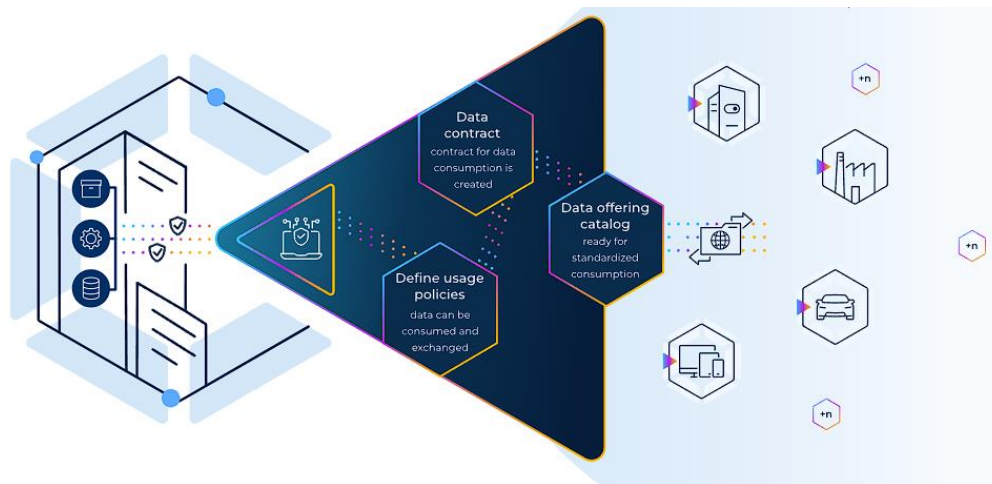 Data
contract
contract for data
consumption is
created
Define usage
policies
data can be
consumed and
exchanged
Data offering
catalog
ready for
standardized
consumption
+n
+n
+n